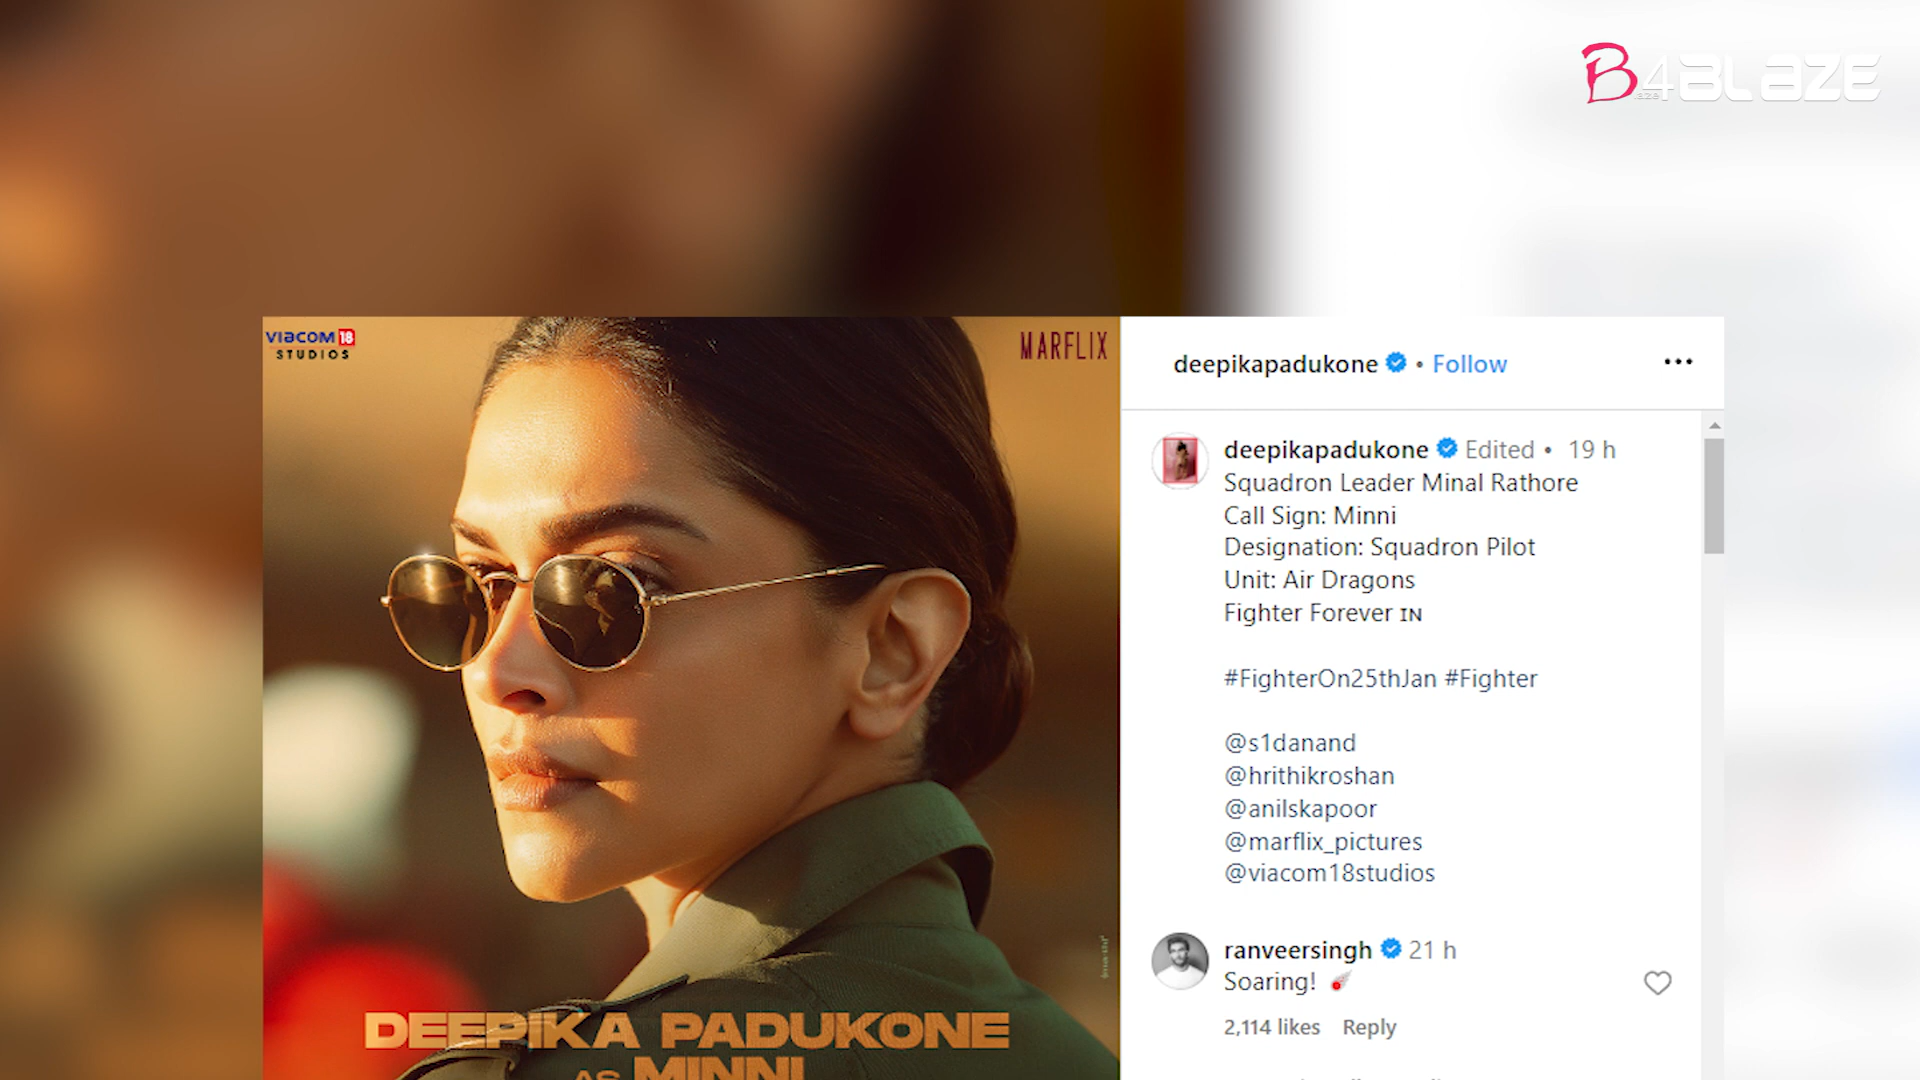 B4BLAZE
VIACOM 18
STUDIOS
MARFLIX
DEEPIKA PADUKONE
AS MINNI
deepikapadukone • Follow
deepikapadukone Edited • 19 h
Squadron Leader Minal Rathore
Call Sign: Minni
Designation: Squadron Pilot
Unit: Air Dragons
Fighter Forever IN
#FighterOn25thJan #Fighter
@s1danand
@hrithikroshan
@anilskapoor
@marflix_pictures
@viacom18studios
ranveersingh 21 h
Soaring!
2,114 likes Reply